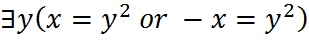 ∃y(x = y² or − x = y²)